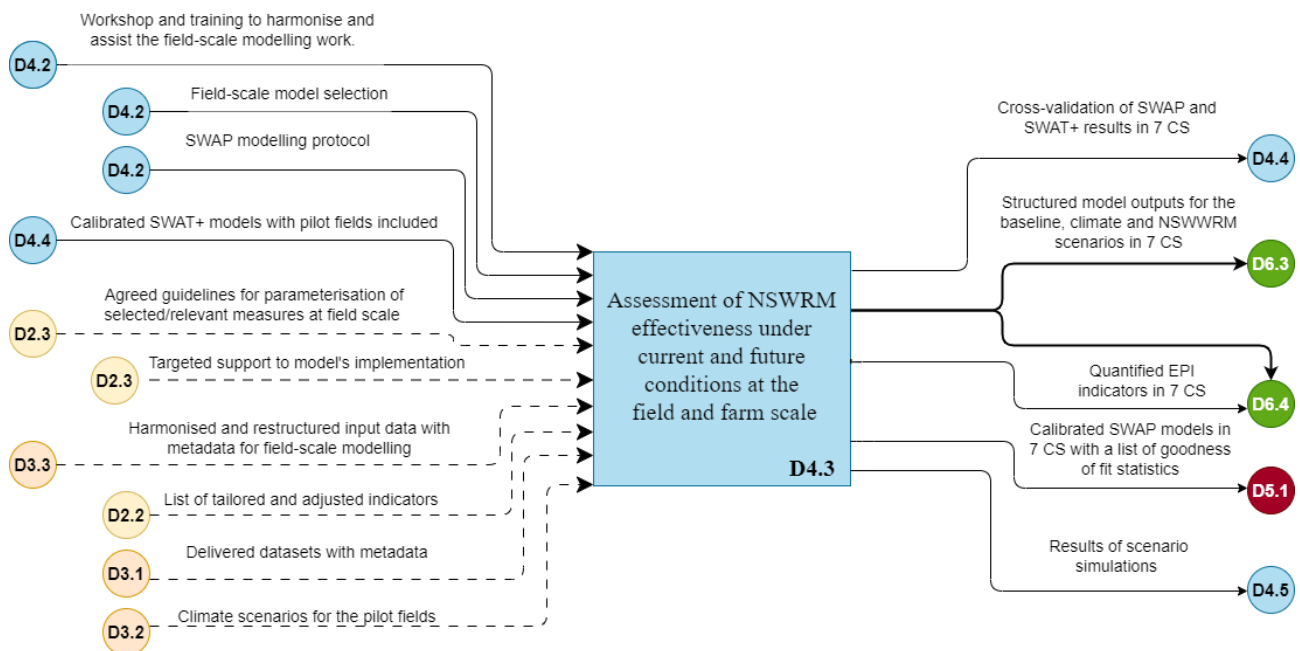 Workshop and training to harmonise and
assist the field-scale modelling work.
D4.2
Field-scale model selection
D4.2
SWAP modelling protocol
D4.2
Calibrated SWAT+ models with pilot fields included
D4.4
Agreed guidelines for parameterisation of
selected/relevant measures at field scale
D2.3
Targeted support to model's implementation
D2.3
Harmonised and restructured input data with
metadata for field-scale modelling
D3.3
List of tailored and adjusted indicators
D2.2
Delivered datasets with metadata
D3.1
Climate scenarios for the pilot fields
D3.2
Assessment of NSWRM
effectiveness under
current and future
conditions at the
field and farm scale
D4.3
Cross-validation of SWAP and
SWAT+ results in 7 CS
D4.4
Structured model outputs for the
baseline, climate and NSWWRM
scenarios in 7 CS
D6.3
Quantified EPI
indicators in 7 CS
D6.4
Calibrated SWAP models in
7 CS with a list of goodness
of fit statistics
D5.1
Results of scenario
simulations
D4.5